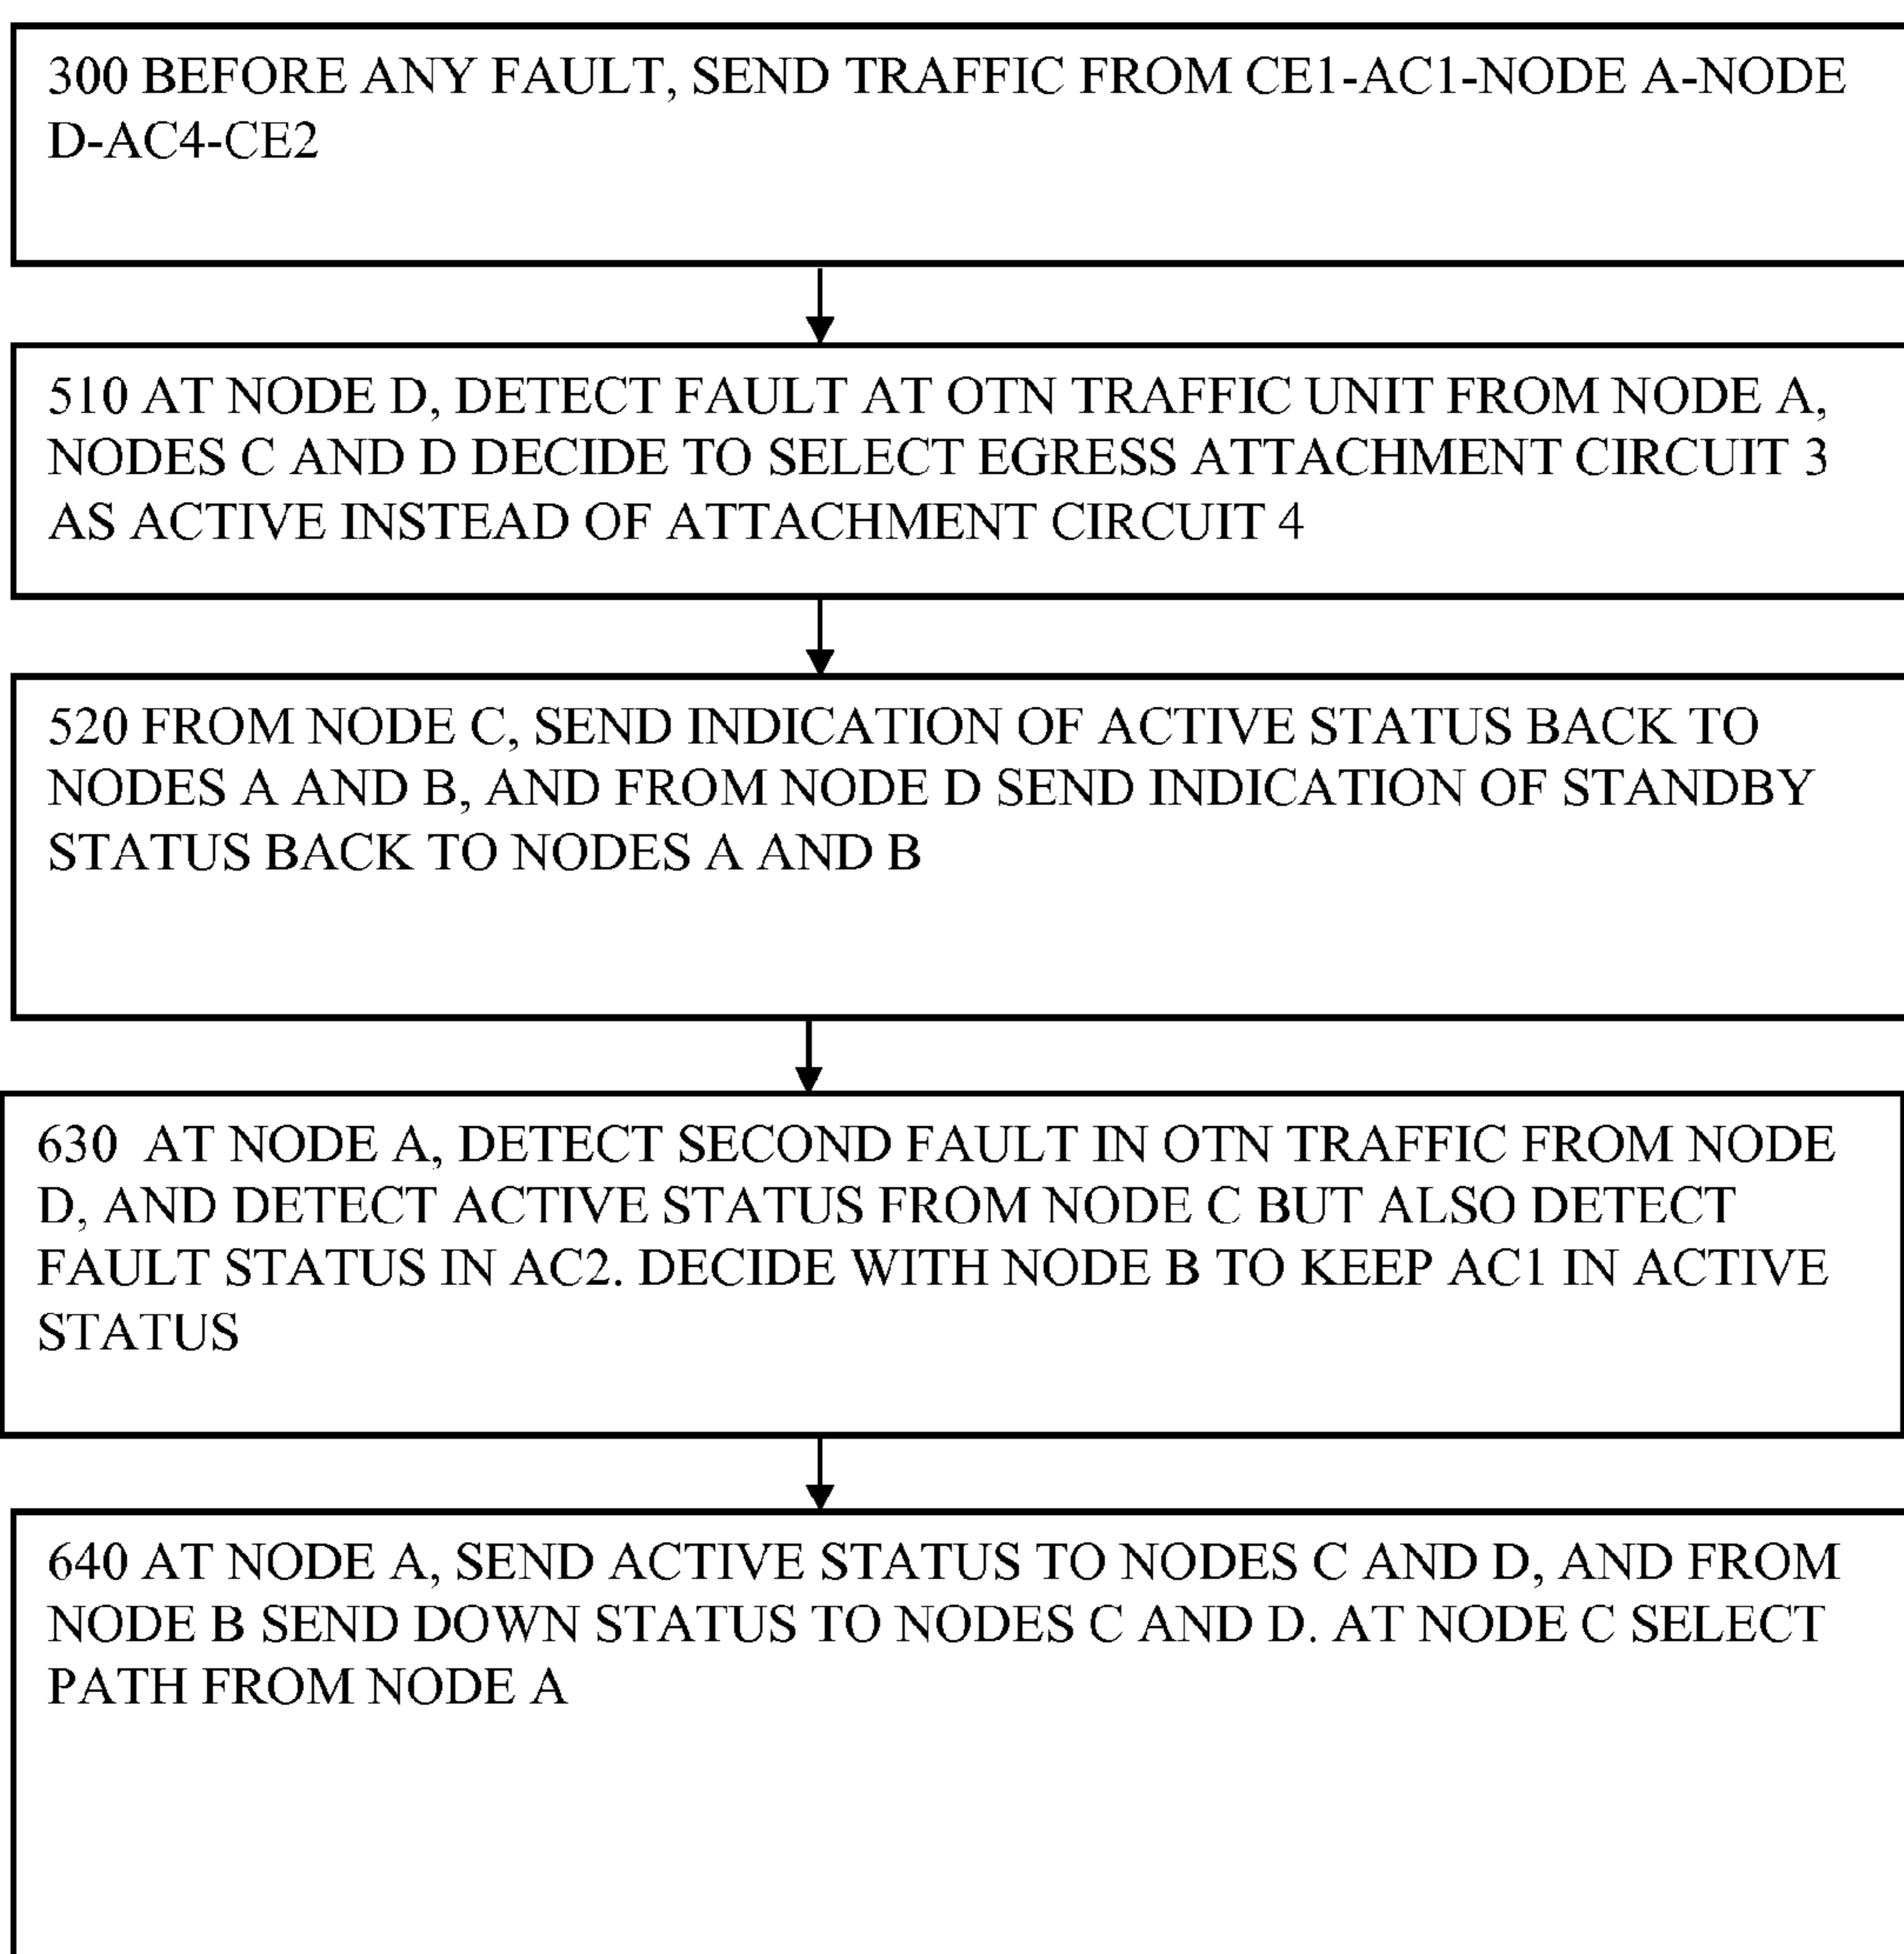 300 BEFORE ANY FAULT, SEND TRAFFIC FROM CE1-AC1-NODE A-NODE
D-AC4-CE2
510 AT NODE D, DETECT FAULT AT OTN TRAFFIC UNIT FROM NODE A,
NODES C AND D DECIDE TO SELECT EGRESS ATTACHMENT CIRCUIT 3
AS ACTIVE INSTEAD OF ATTACHMENT CIRCUIT 4
520 FROM NODE C, SEND INDICATION OF ACTIVE STATUS BACK TO
NODES A AND B, AND FROM NODE D SEND INDICATION OF STANDBY
STATUS BACK TO NODES A AND B
630 AT NODE A, DETECT SECOND FAULT IN OTN TRAFFIC FROM NODE
D, AND DETECT ACTIVE STATUS FROM NODE C BUT ALSO DETECT
FAULT STATUS IN AC2. DECIDE WITH NODE B TO KEEP AC1 IN ACTIVE
STATUS
640 AT NODE A, SEND ACTIVE STATUS TO NODES C AND D, AND FROM
NODE B SEND DOWN STATUS TO NODES C AND D. AT NODE C SELECT
PATH FROM NODE A